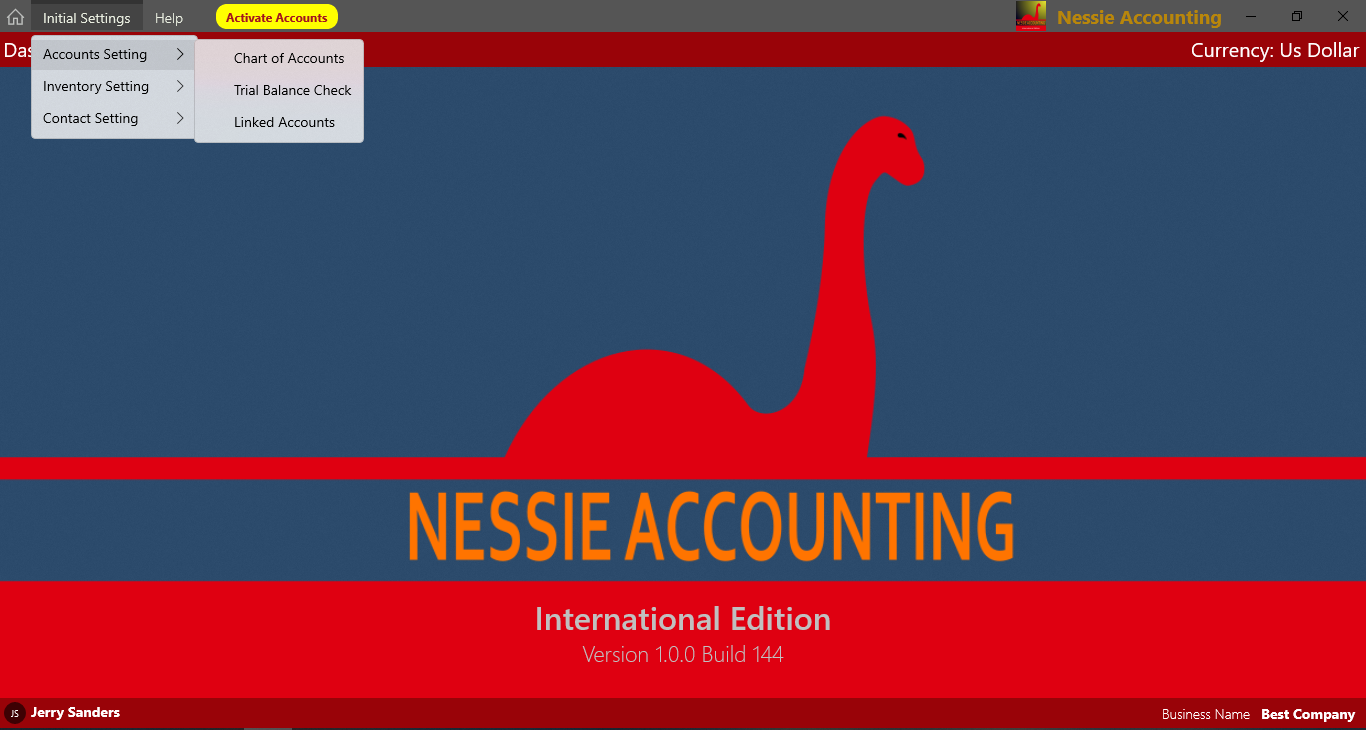 Initial Settings
Help
Activate Accounts
Nessie Accounting
Currency: Us Dollar
Accounts Setting
Inventory Setting
Contact Setting
Chart of Accounts
Trial Balance Check
Linked Accounts
NESSIE ACCOUNTING
International Edition
Version 1.0.0 Build 144
JS
Jerry Sanders
Business Name
Best Company